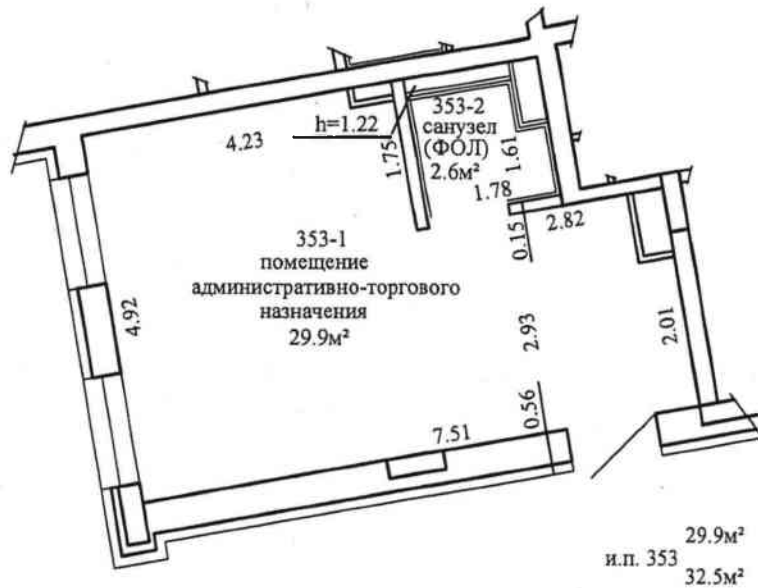 353-2
санузел
(ФОЛ)
2.6м²
h=1.22
4.23
1.75
1.61
1.78
2.82
0.15
353-1
помещение
административно-торгового
назначения
29.9м²
4.92
2.93
2.01
0.56
7.51
29.9м²
и.п. 353
32.5м²